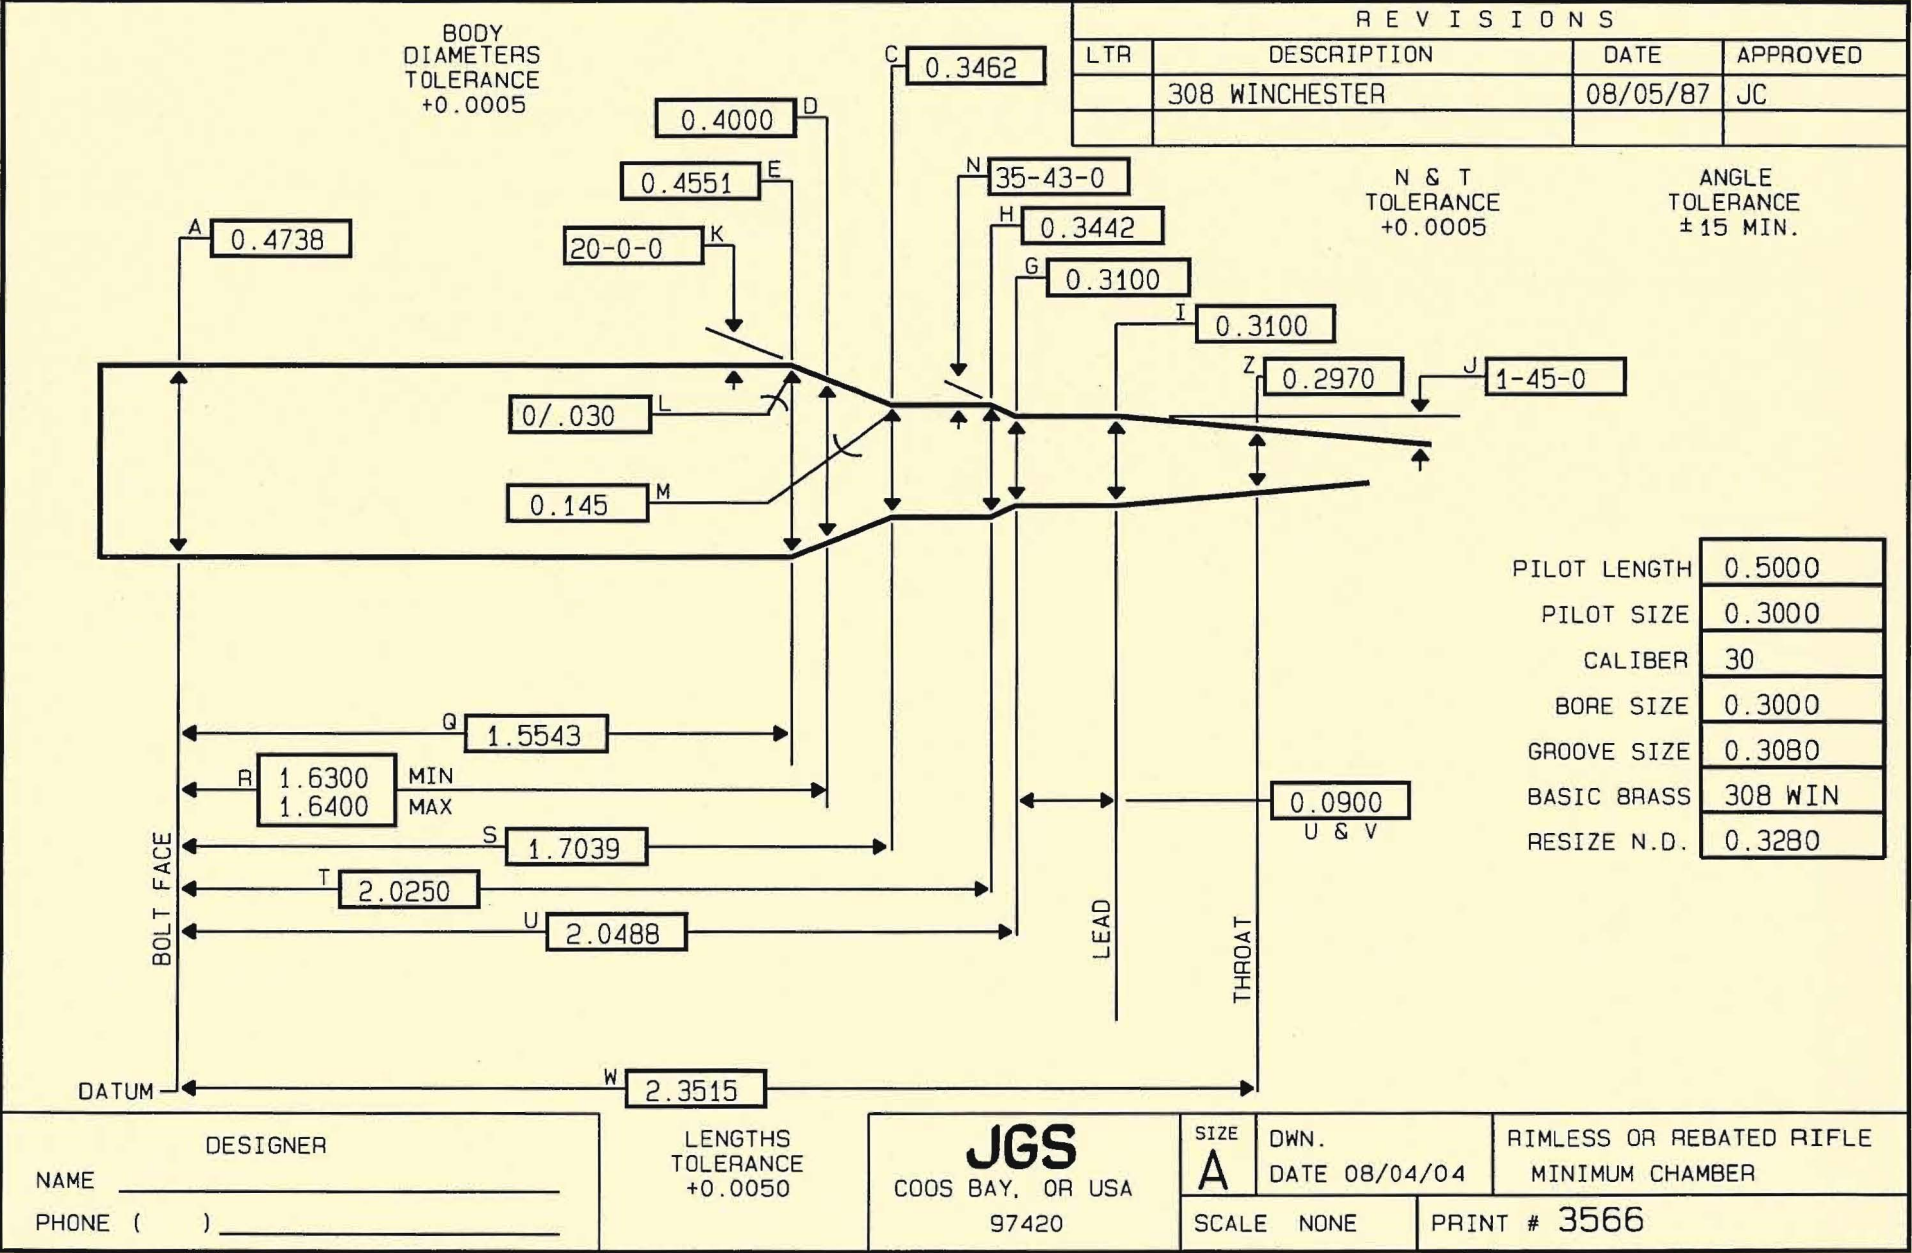 REVISIONS
LTR DESCRIPTION DATE APPROVED
308 WINCHESTER 08/05/87 JC
BODY
DIAMETERS
TOLERANCE
+0.0005
C 0.3462
0.4000 D
0.4551 E
N 35-43-0
N & T
TOLERANCE
+0.0005
ANGLE
TOLERANCE
±15 MIN.
A 0.4738
20-0-0 K
H 0.3442
G 0.3100
I 0.3100
Z 0.2970
J 1-45-0
0/.030 L
0.145 M
PILOT LENGTH 0.5000
PILOT SIZE 0.3000
CALIBER 30
BORE SIZE 0.3000
GROOVE SIZE 0.3080
BASIC BRASS 308 WIN
RESIZE N.D. 0.3280
Q 1.5543
R 1.6300 MIN
1.6400 MAX
0.0900
U & V
S 1.7039
T 2.0250
U 2.0488
BOLT FACE
LEAD
THROAT
DATUM
W 2.3515
DESIGNER
NAME
PHONE ( )
LENGTHS
TOLERANCE
+0.0050
JGS
COOS BAY, OR USA
97420
SIZE
A
DWN.
DATE 08/04/04
RIMLESS OR REBATED RIFLE
MINIMUM CHAMBER
SCALE NONE
PRINT # 3566